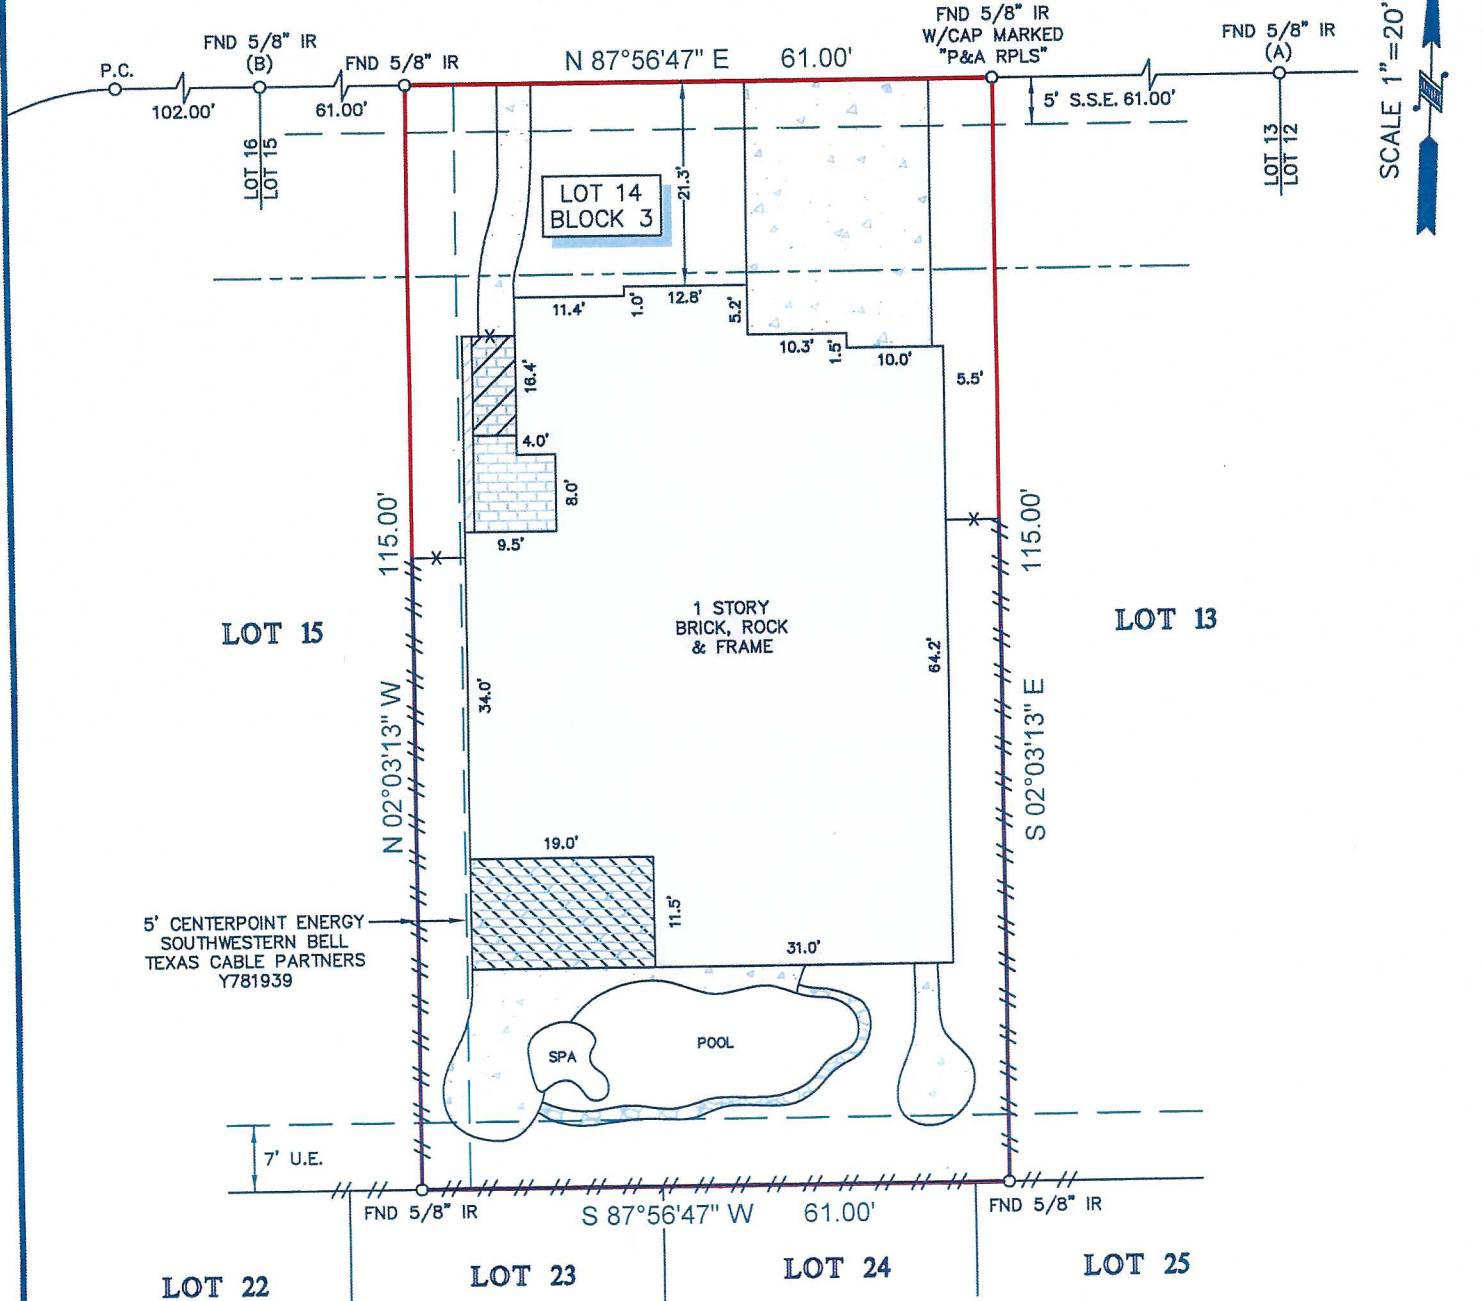 FND 5/8" IR
W/CAP MARKED
"P&A RPLS"
FND 5/8" IR
(A)
FND 5/8" IR
(B)
P.C.
FND 5/8" IR
N 87°56'47" E 61.00'
SCALE 1"=20'
102.00'
61.00'
5' S.S.E. 61.00'
LOT 16
LOT 15
LOT 13
LOT 12
LOT 14
BLOCK 3
21.3'
11.4'
1.0'
12.8'
5.2'
10.3'
1.5'
10.0'
5.5'
16.4'
4.0'
8.0'
9.5'
115.00'
115.00'
LOT 15
1 STORY
BRICK, ROCK
& FRAME
LOT 13
34.0'
64.2'
N 02°03'13" W
S 02°03'13" E
19.0'
11.5'
31.0'
5' CENTERPOINT ENERGY
SOUTHWESTERN BELL
TEXAS CABLE PARTNERS
Y781939
SPA
POOL
7' U.E.
FND 5/8" IR
S 87°56'47" W 61.00'
FND 5/8" IR
LOT 22
LOT 23
LOT 24
LOT 25